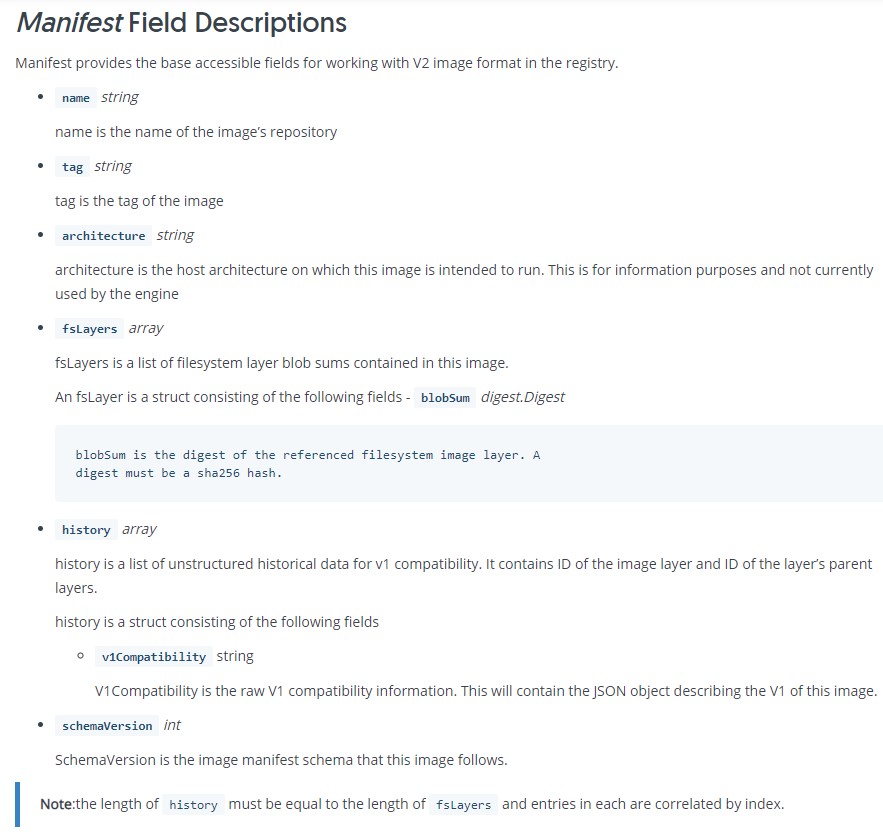 Manifest Field Descriptions
Manifest provides the base accessible fields for working with V2 image format in the registry.
name string
name is the name of the image’s repository
tag string
tag is the tag of the image
architecture string
architecture is the host architecture on which this image is intended to run. This is for information purposes and not currently
used by the engine
fsLayers array
fsLayers is a list of filesystem layer blob sums contained in this image.
An fsLayer is a struct consisting of the following fields - blobSum digest.Digest
blobSum is the digest of the referenced filesystem image layer. A
digest must be a sha256 hash.
history array
history is a list of unstructured historical data for v1 compatibility. It contains ID of the image layer and ID of the layer’s parent
layers.
history is a struct consisting of the following fields
v1Compatibility string
V1Compatibility is the raw V1 compatibility information. This will contain the JSON object describing the V1 of this image.
schemaVersion int
SchemaVersion is the image manifest schema that this image follows.
Note:the length of history must be equal to the length of fsLayers and entries in each are correlated by index.